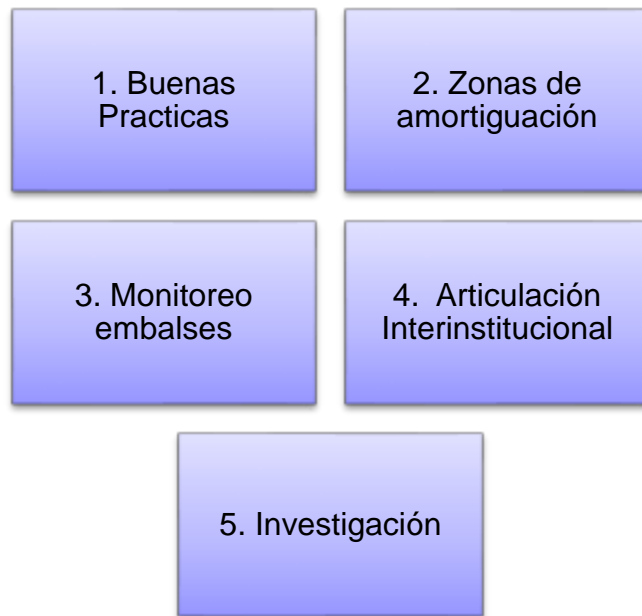 1. Buenas
Practicas
2. Zonas de
amortiguación
3. Monitoreo
embalses
4. Articulación
Interinstitucional
5. Investigación